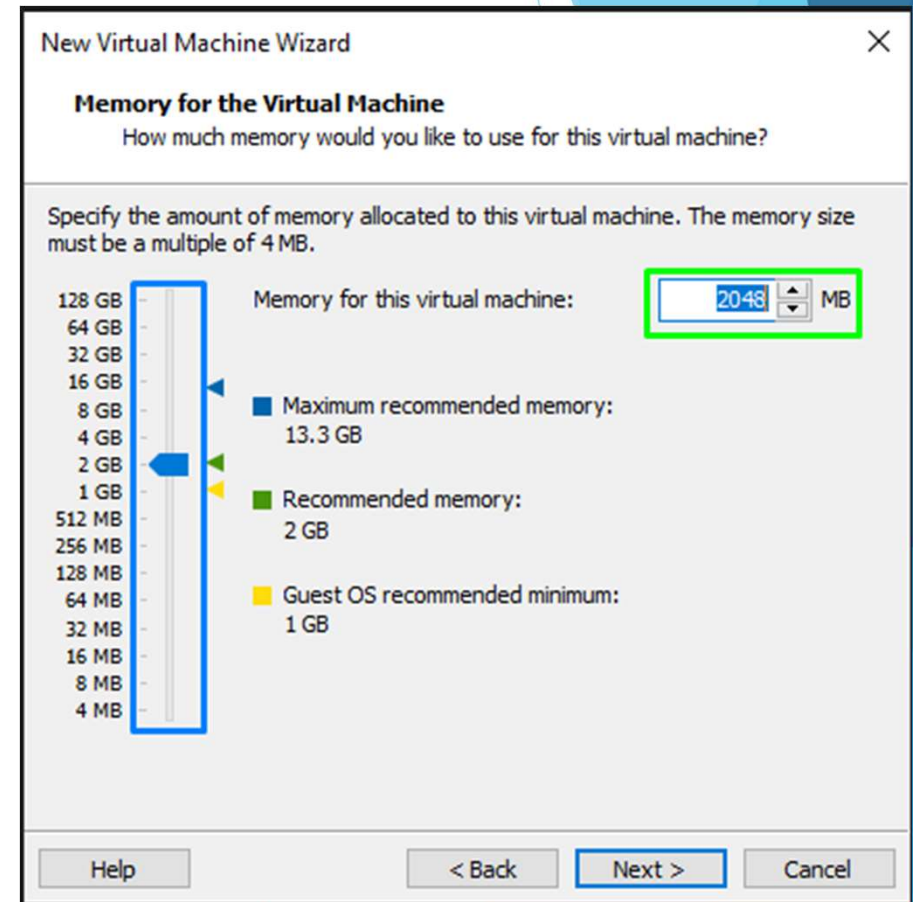 New Virtual Machine Wizard
Memory for the Virtual Machine
How much memory would you like to use for this virtual machine?
Specify the amount of memory allocated to this virtual machine. The memory size
must be a multiple of 4 MB.
Memory for this virtual machine: 2048 MB
128 GB
64 GB
32 GB
16 GB
8 GB
4 GB
2 GB
1 GB
512 MB
256 MB
128 MB
64 MB
32 MB
16 MB
8 MB
4 MB
Maximum recommended memory:
13.3 GB
Recommended memory:
2 GB
Guest OS recommended minimum:
1 GB
Help
< Back
Next >
Cancel